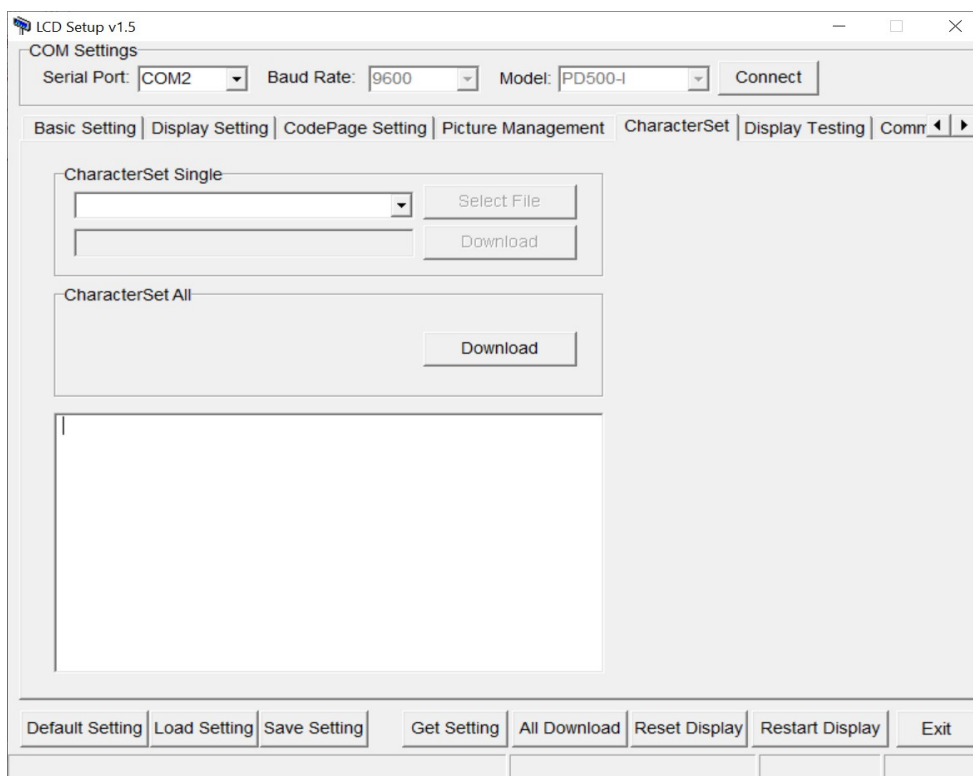 LCD Setup v1.5
COM Settings
Serial Port: COM2 Baud Rate: 9600 Model: PD500-I Connect
Basic Setting Display Setting CodePage Setting Picture Management CharacterSet Display Testing
CharacterSet Single
Select File
Download
CharacterSet All
Download
Default Setting Load Setting Save Setting Get Setting All Download Reset Display Restart Display Exit